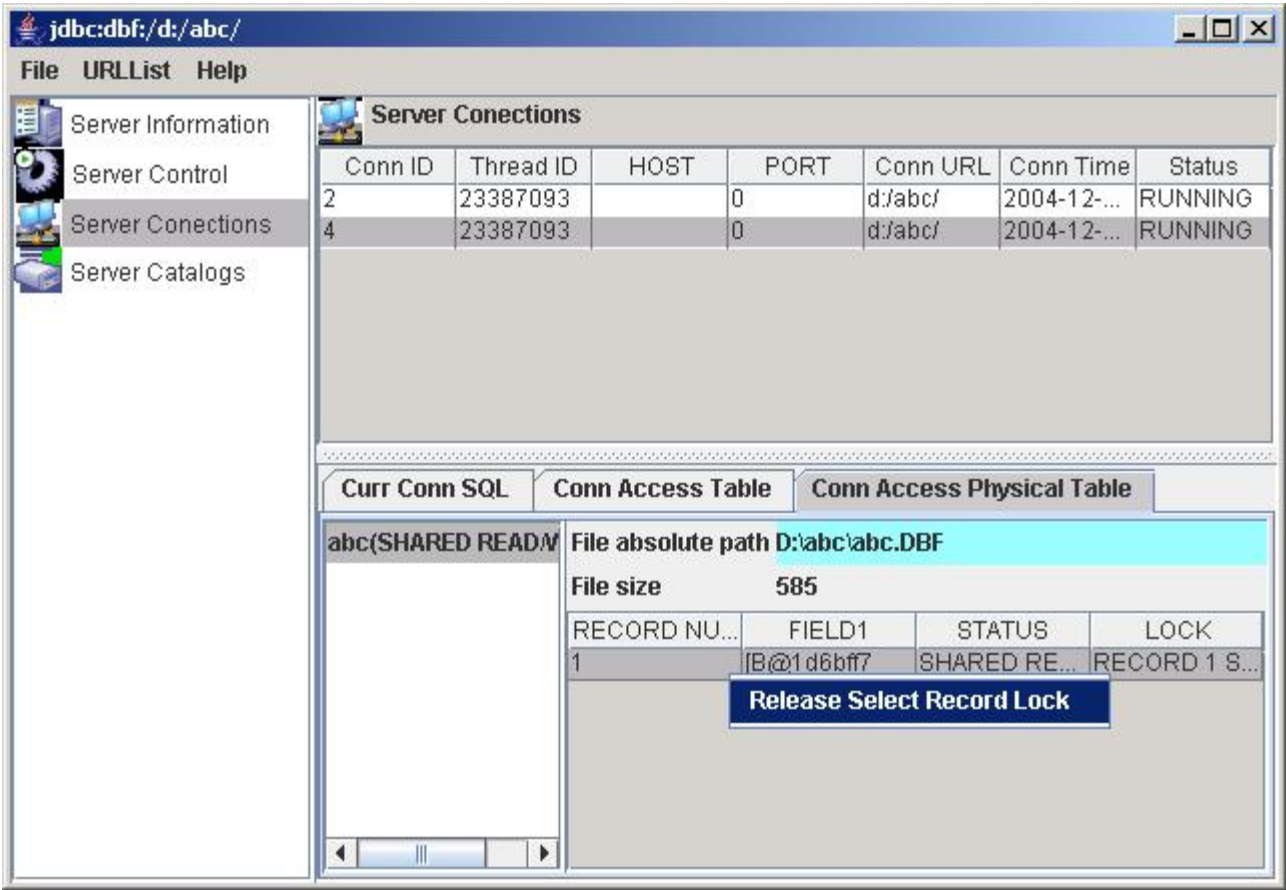 jdbc:dbf:/d:/abc/
File URLList Help
Server Information
Server Control
Server Conections
Server Catalogs
Server Conections
Conn ID Thread ID HOST PORT Conn URL Conn Time Status
2 23387093 0 d:/abc/ 2004-12-... RUNNING
4 23387093 0 d:/abc/ 2004-12-... RUNNING
Curr Conn SQL Conn Access Table Conn Access Physical Table
abc(SHARED READ/W
File absolute path D:\abc\abc.DBF
File size 585
RECORD NU... FIELD1 STATUS LOCK
1 [B@1d6bff7 SHARED RE... RECORD 1 S...
Release Select Record Lock